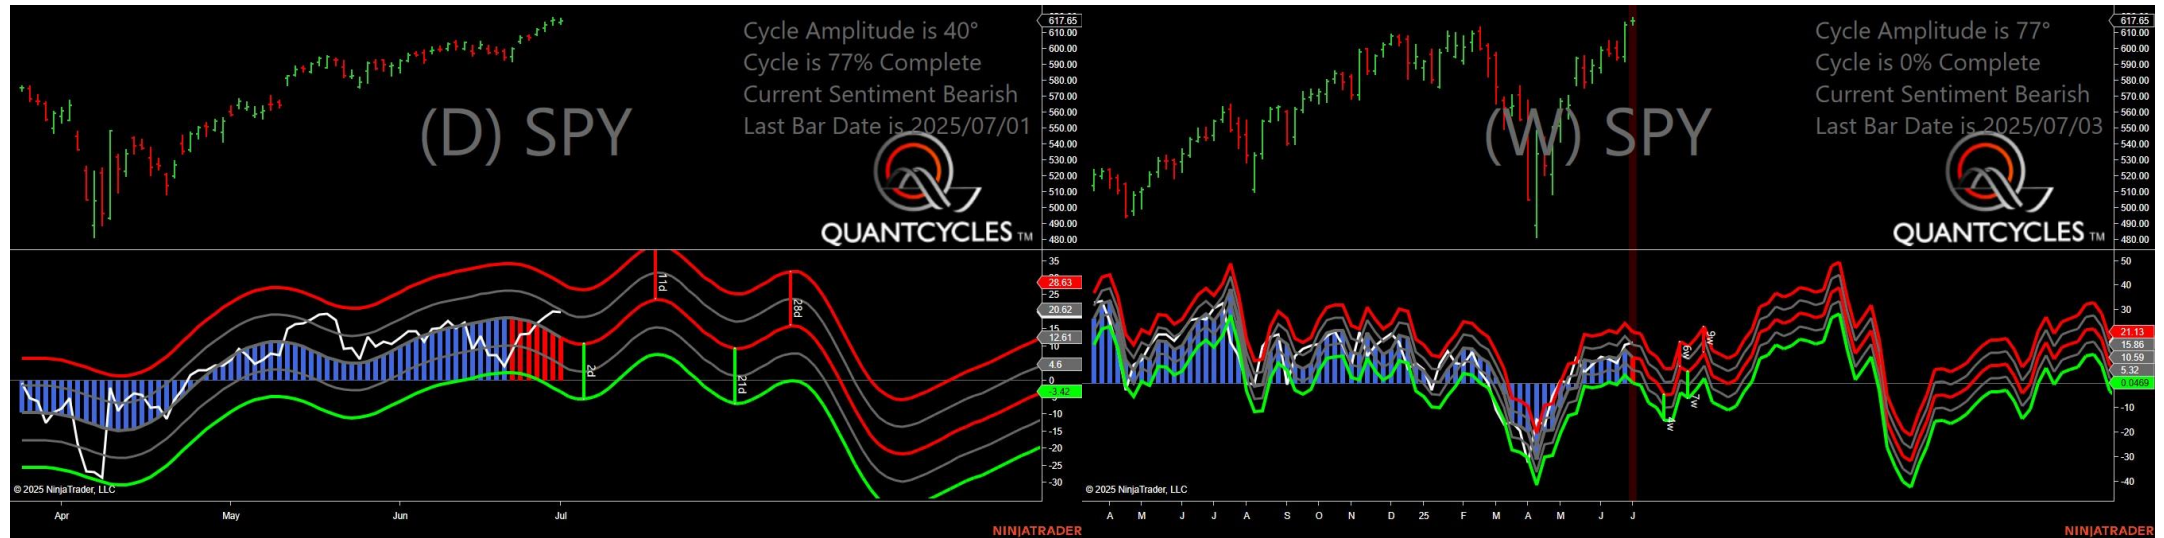 Cycle Amplitude is 40°
Cycle is 77% Complete
Current Sentiment Bearish
Last Bar Date is 2025/07/01
(D) SPY
QUANTCYCLES TM
617.65
610.00
600.00
590.00
580.00
570.00
560.00
550.00
540.00
530.00
520.00
510.00
500.00
490.00
480.00
35
28.63
25
20.62
15
12.61
10
4.6
0
-3.42
-10
-15
-20
-25
-30
2d
11d
21d
28d
© 2025 NinjaTrader, LLC
Apr May Jun Jul
NINJATRADER
Cycle Amplitude is 77°
Cycle is 0% Complete
Current Sentiment Bearish
Last Bar Date is 2025/07/03
(W) SPY
QUANTCYCLES TM
617.65
610.00
600.00
590.00
580.00
570.00
560.00
550.00
540.00
530.00
520.00
510.00
500.00
490.00
480.00
50
40
30
21.13
15.86
10.59
5.32
0.0469
-10
-20
-30
-40
4w
6w
7w
9w
© 2025 NinjaTrader, LLC
A M J J A S O N D 25 F M A M J J
NINJATRADER